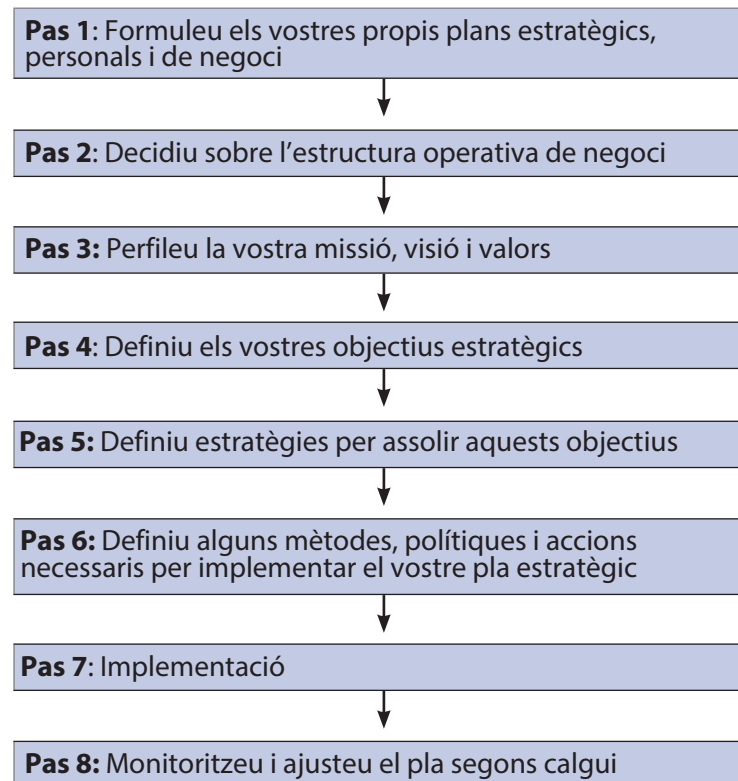 Pas 1: Formuleu els vostres propis plans estratègics,
personals i de negoci
Pas 2: Decidiu sobre l’estructura operativa de negoci
Pas 3: Perfileu la vostra missió, visió i valors
Pas 4: Definiu els vostres objectius estratègics
Pas 5: Definiu estratègies per assolir aquests objectius
Pas 6: Definiu alguns mètodes, polítiques i accions
necessaris per implementar el vostre pla estratègic
Pas 7: Implementació
Pas 8: Monitoritzeu i ajusteu el pla segons calgui